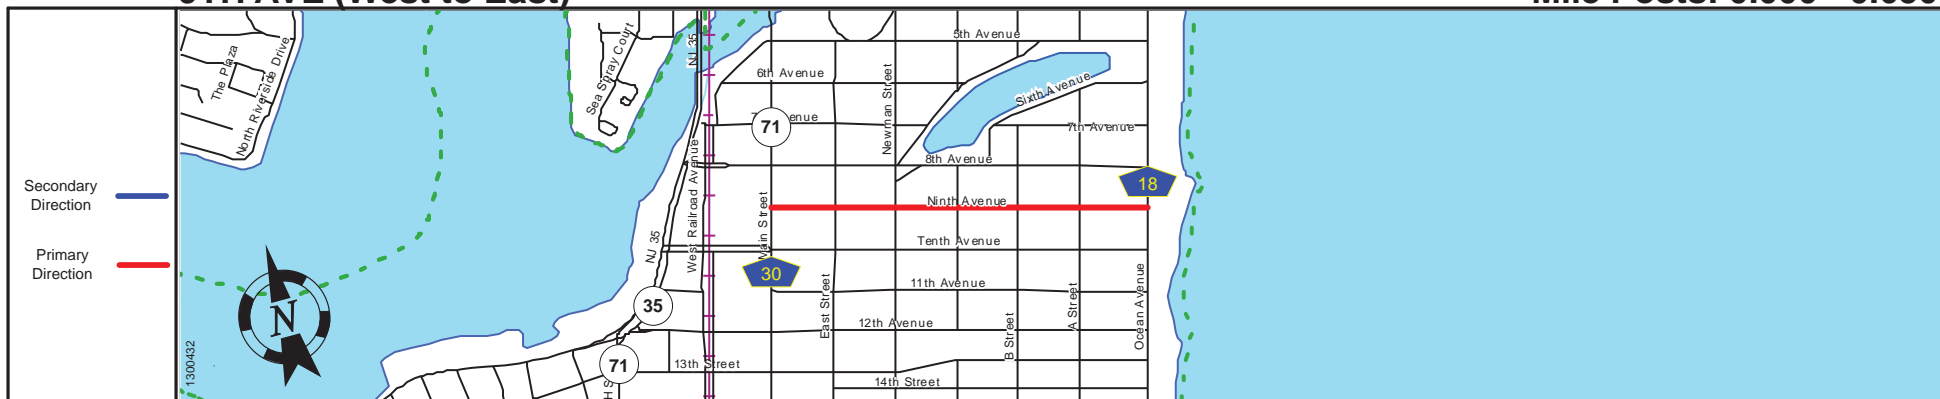 Secondary
Direction
Primary
Direction
The Plaza
North Riverside Drive
Sea Spray Court
NJ 35
5th Avenue
6th Avenue
Newman Street
Sixth Avenue
71
7th Avenue
West Railroad Avenue
8th Avenue
18
Main Street
Ninth Avenue
NJ 35
Tenth Avenue
30
11th Avenue
East Street
A Street
Ocean Avenue
35
12th Avenue
B Street
N
1300432
71
13th Street
14th Street